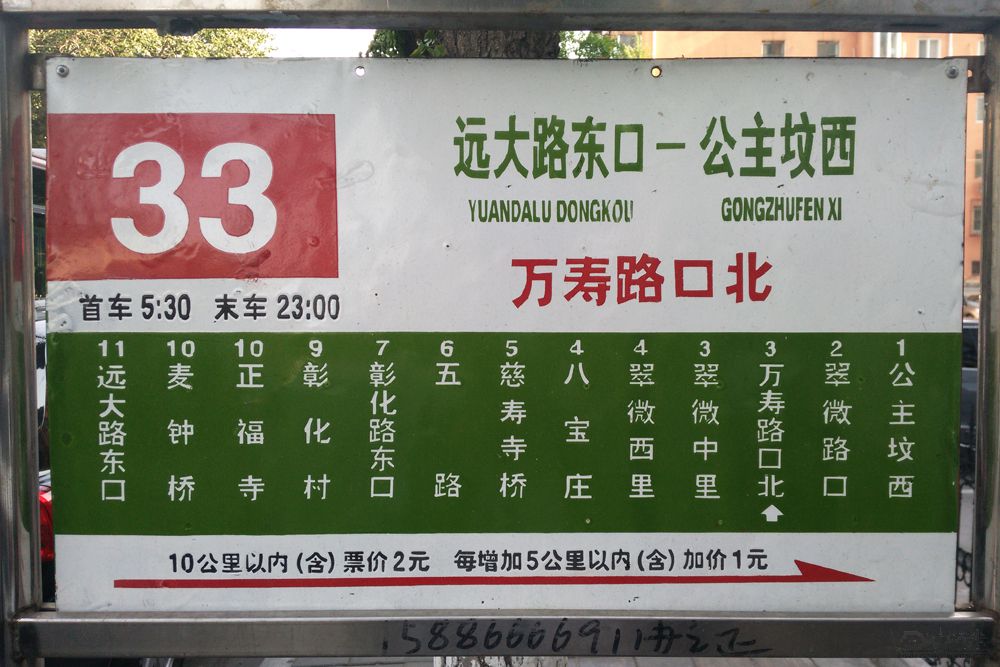 33
远大路东口－公主坟西
YUANDALU DONGKOU GONGZHUFEN XI
万寿路口北
首车 5:30 末车 23:00
11 远大路东口
10 麦钟桥
10 正福寺
9 彰化村
7 彰化路东口
6 五路
5 慈寿寺桥
4 八宝庄
4 翠微西里
3 翠微中里
3 万寿路口北
2 翠微路口
1 公主坟西
10公里以内(含)票价2元 每增加5公里以内(含)加价1元